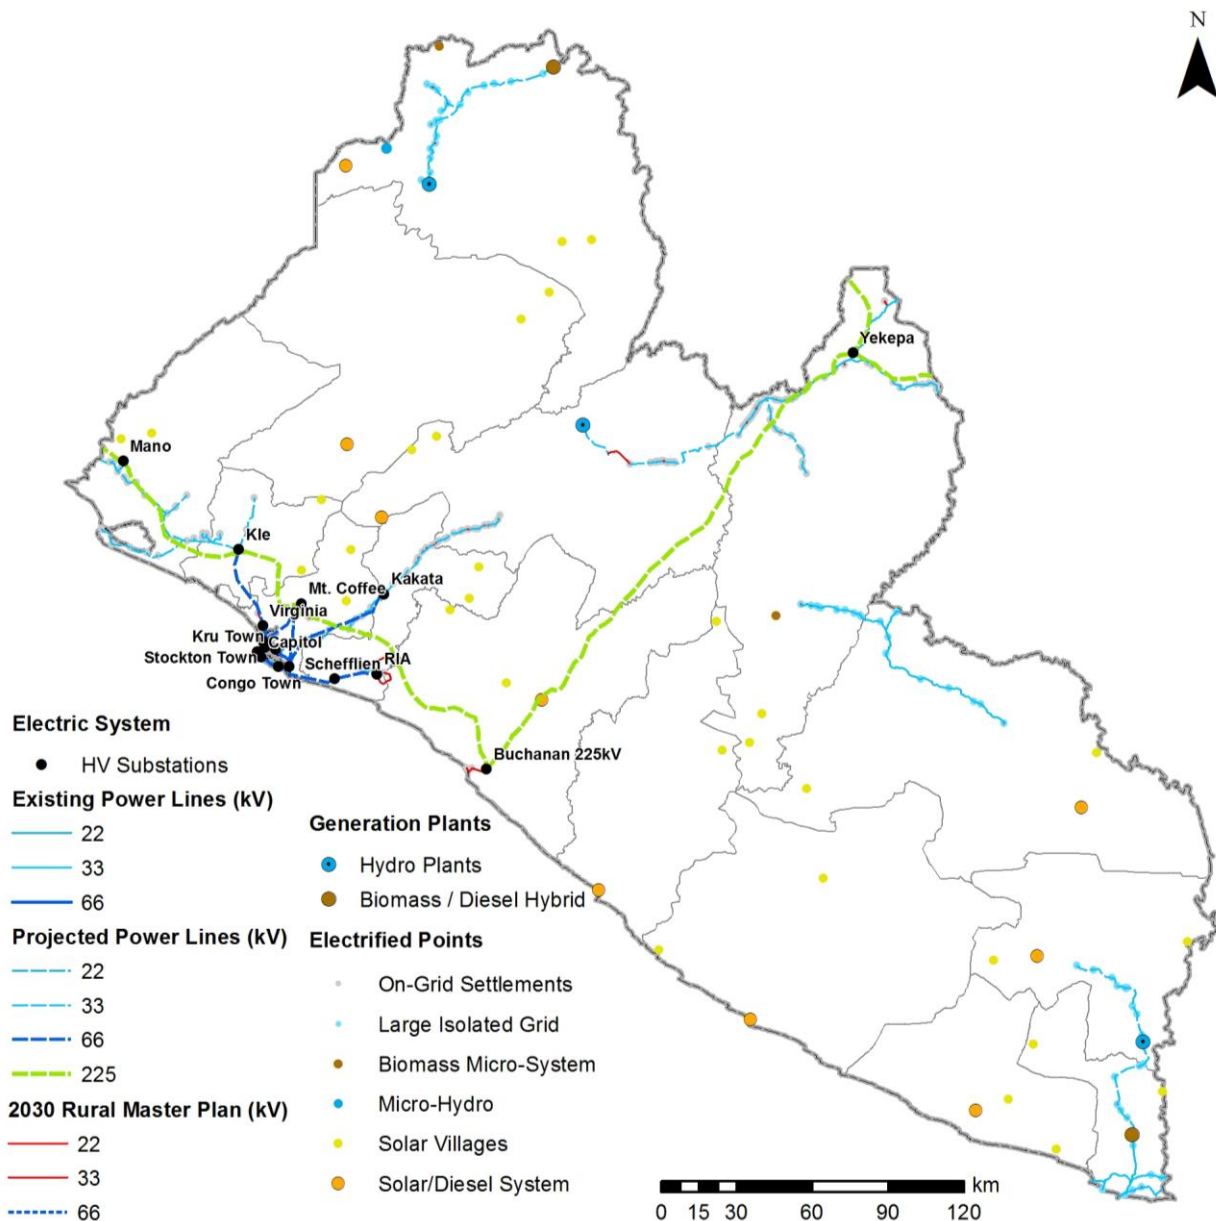 N
Yekepa
Mano
Kle
Mt. Coffee
Kakata
Virginia
Kru Town
Capitol
Stockton Town
Schefflien
RIA
Congo Town
Buchanan 225kV
Electric System
HV Substations
Existing Power Lines (kV)
22
33
66
Projected Power Lines (kV)
22
33
66
225
2030 Rural Master Plan (kV)
22
33
66
Generation Plants
Hydro Plants
Biomass / Diesel Hybrid
Electrified Points
On-Grid Settlements
Large Isolated Grid
Biomass Micro-System
Micro-Hydro
Solar Villages
Solar/Diesel System
km
0 15 30 60 90 120